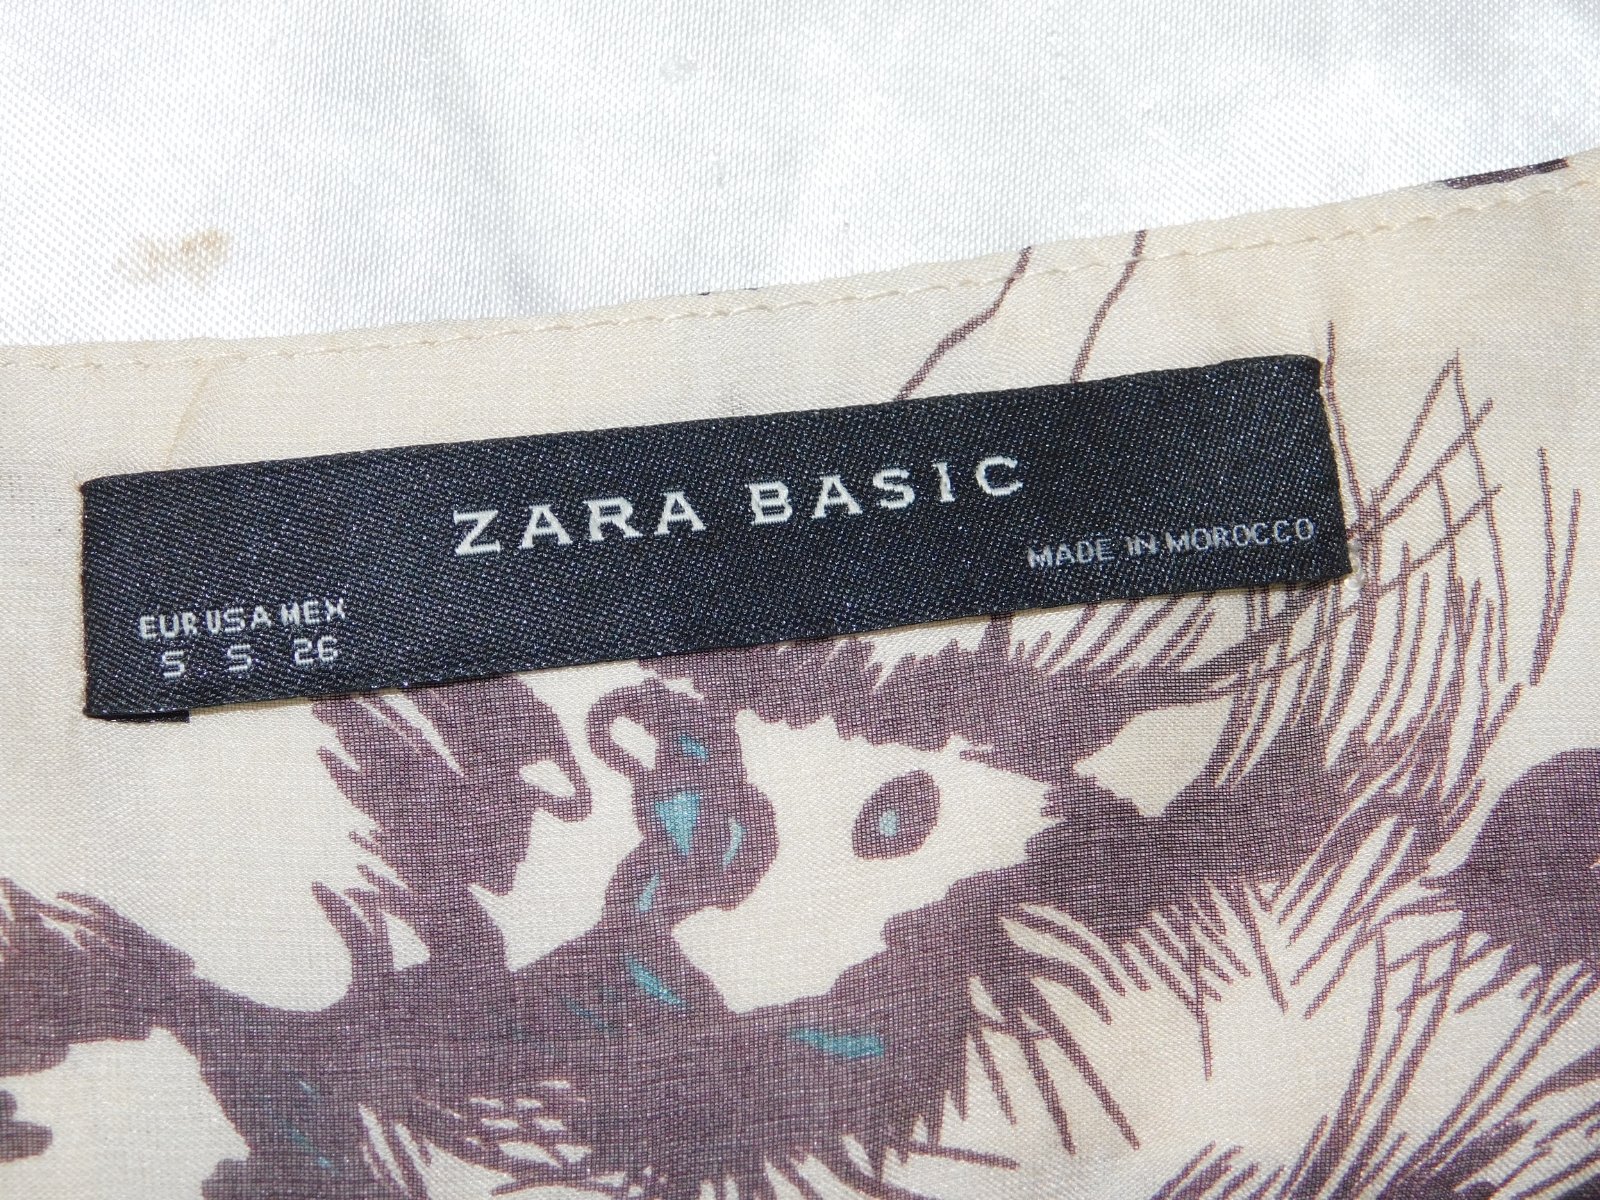 ZARA BASIC
MADE IN MOROCCO
EUR USA MEX
S S 26